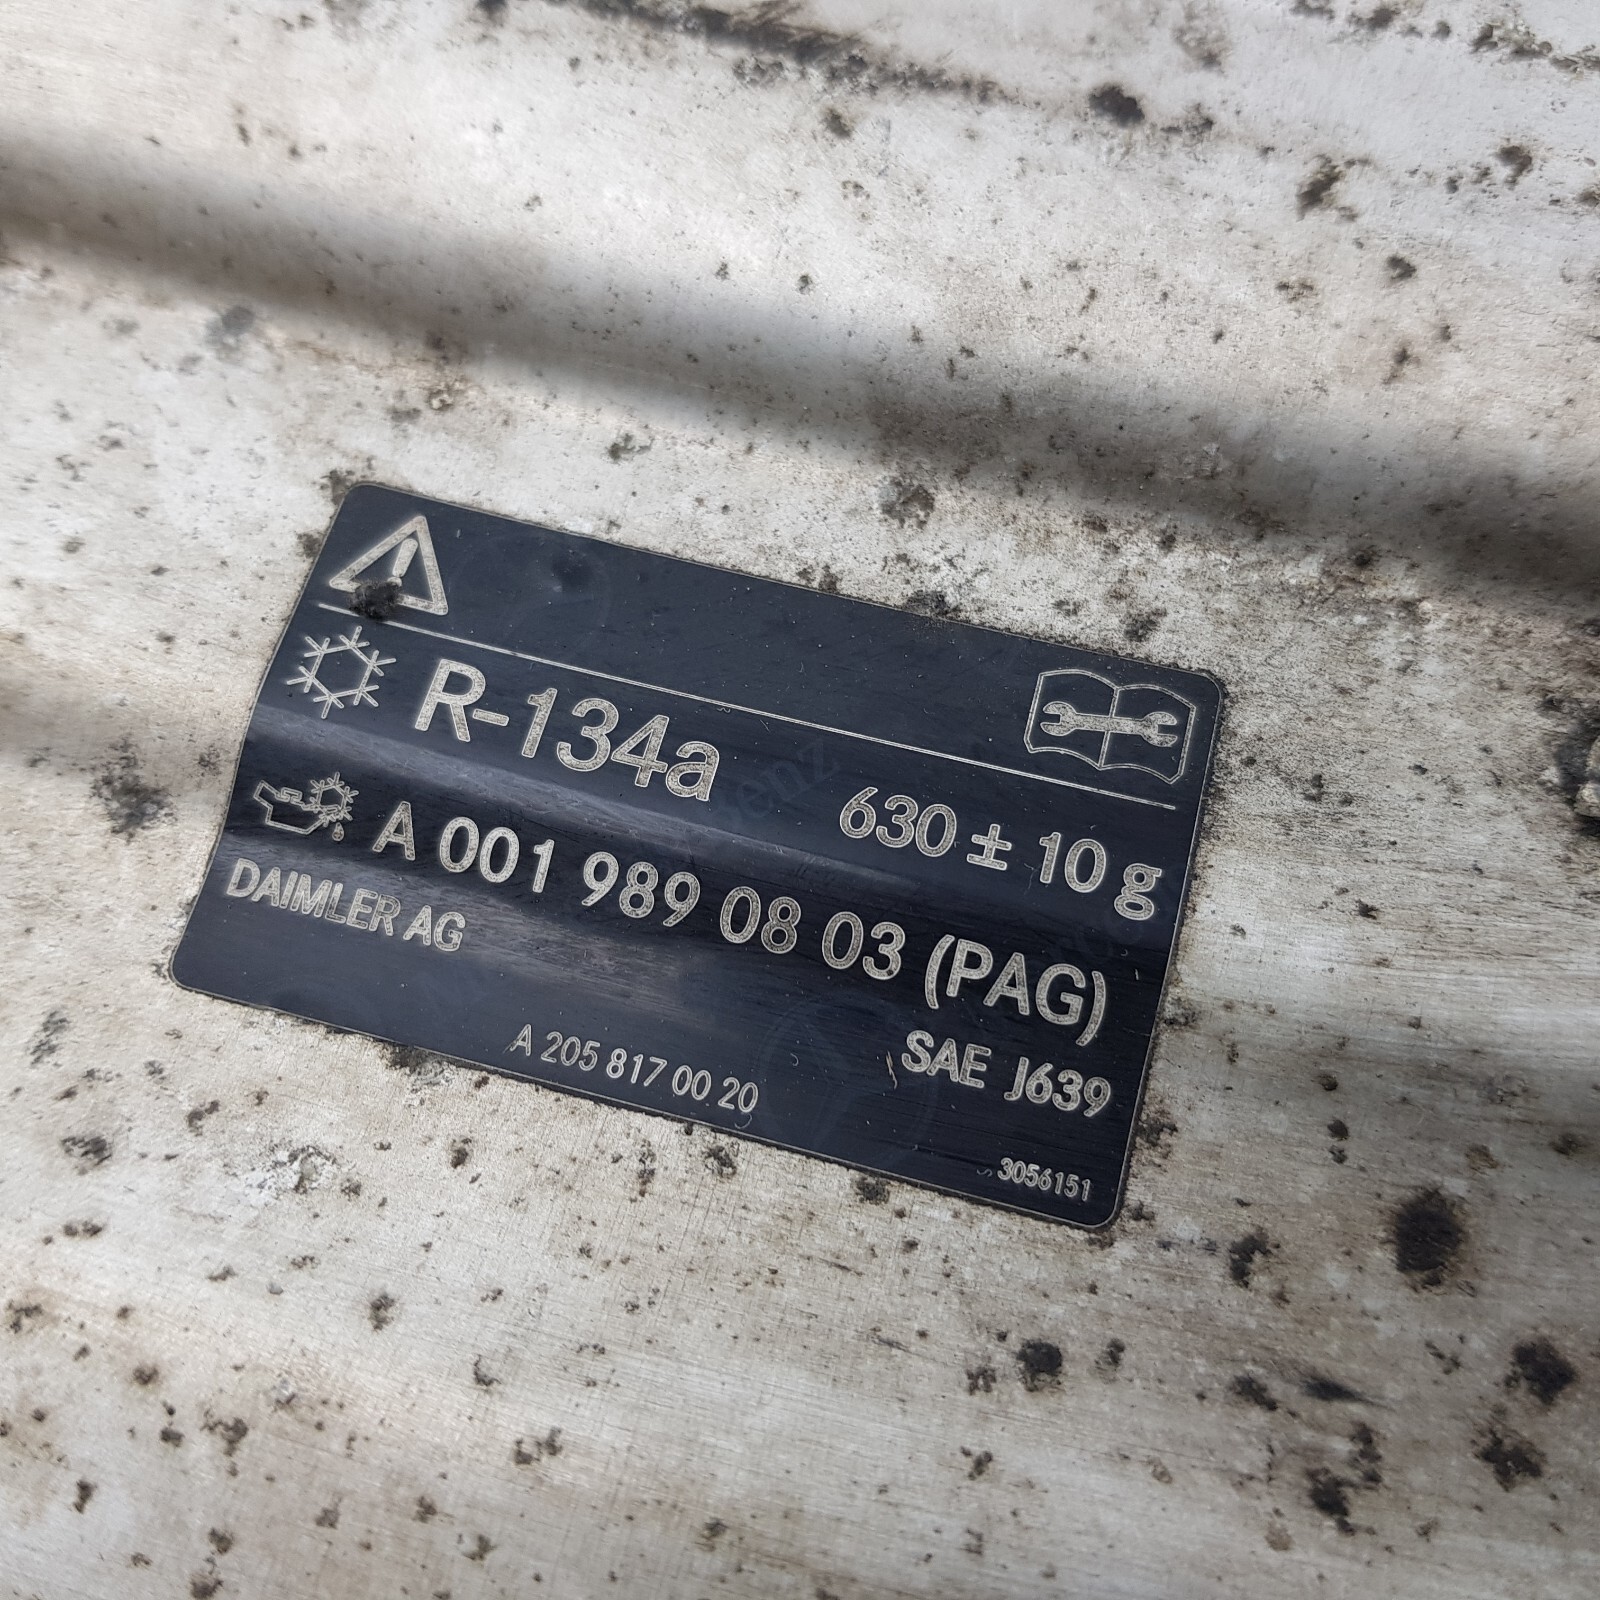 R-134a 630 ± 10 g
A 001 989 08 03 (PAG)
DAIMLER AG
SAE J639
A 205 817 00 20
3056151